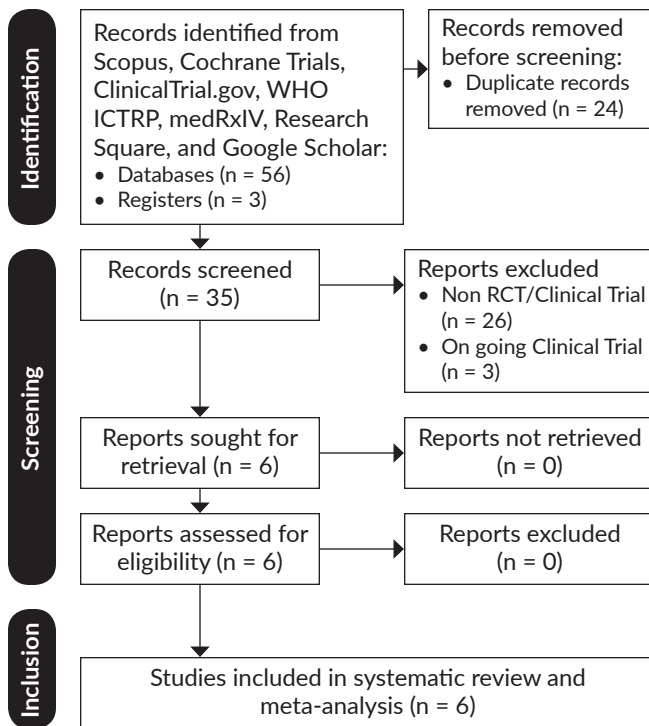 Identification
Records identified from
Scopus, Cochrane Trials,
ClinicalTrial.gov, WHO
ICTRP, medRxIV, Research
Square, and Google Scholar:
• Databases (n = 56)
• Registers (n = 3)
Records removed
before screening:
• Duplicate records
removed (n = 24)
Screening
Records screened
(n = 35)
Reports excluded
• Non RCT/Clinical Trial
(n = 26)
• On going Clinical Trial
(n = 3)
Reports sought for
retrieval (n = 6)
Reports not retrieved
(n = 0)
Reports assessed for
eligibility (n = 6)
Reports excluded
(n = 0)
Inclusion
Studies included in systematic review and
meta-analysis (n = 6)